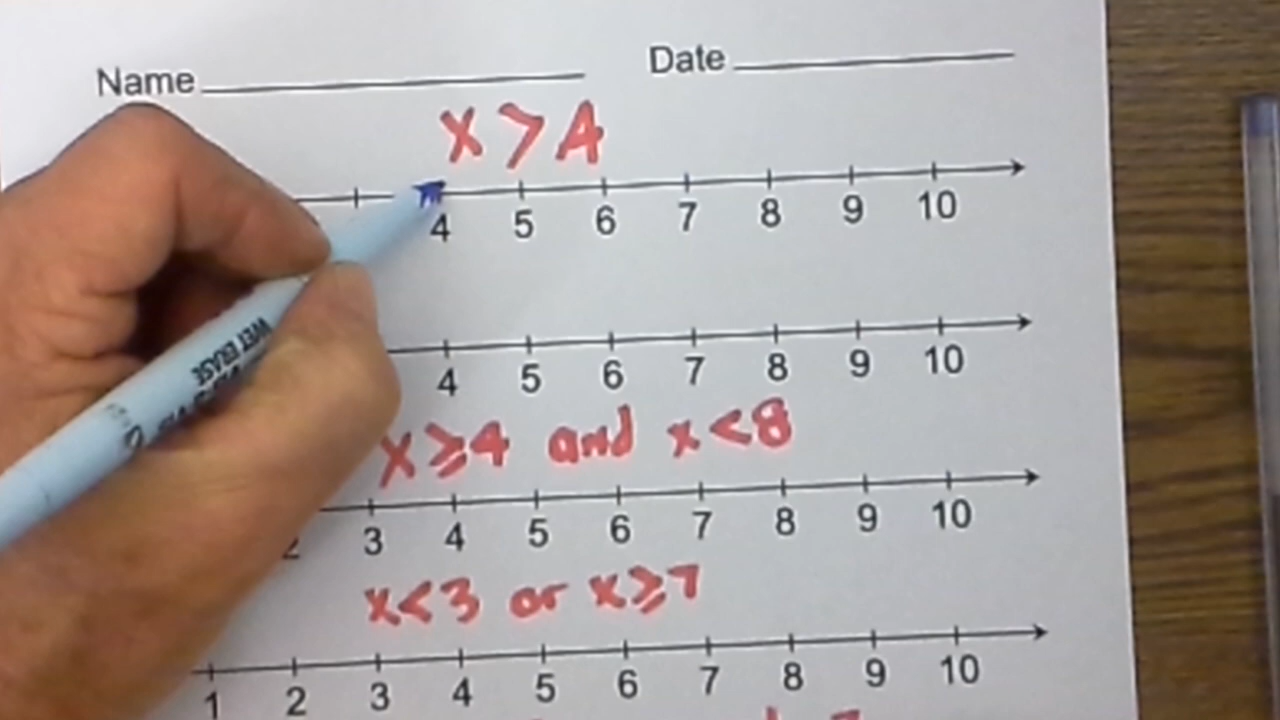 Name Date
x > 4
4 5 6 7 8 9 10
4 5 6 7 8 9 10
x ≥ 4 and x < 8
2 3 4 5 6 7 8 9 10
x < 3 or x ≥ 7
1 2 3 4 5 6 7 8 9 10
WET ERASE